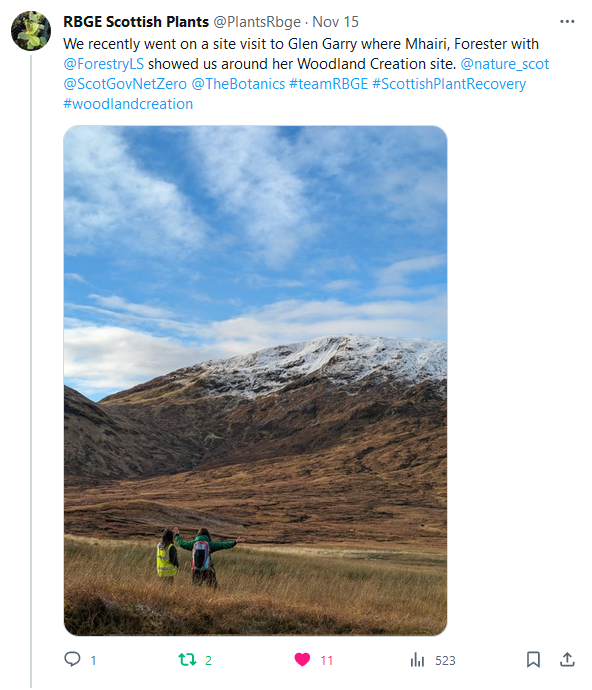 RBGE Scottish Plants @PlantsRbge · Nov 15
We recently went on a site visit to Glen Garry where Mhairi, Forester with
@ForestryLS showed us around her Woodland Creation site. @nature_scot
@ScotGovNetZero @TheBotanics #teamRBGE #ScottishPlantRecovery
#woodlandcreation
1 2 11 523